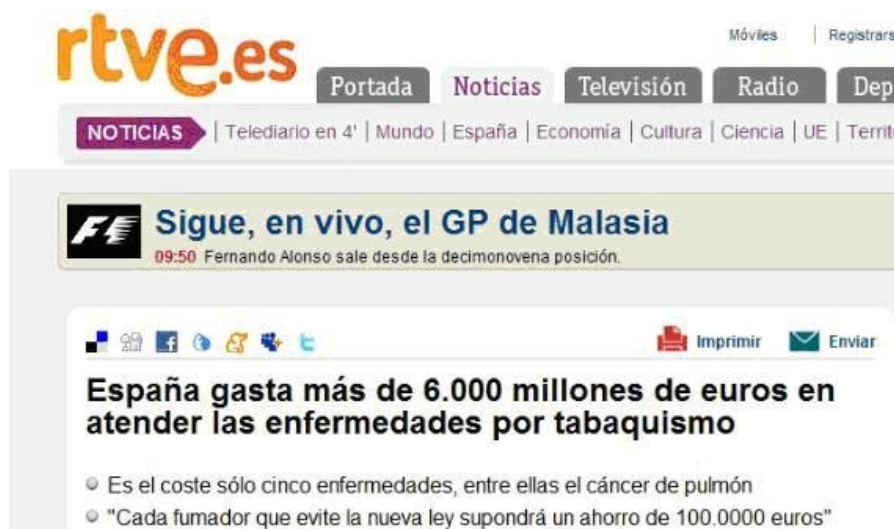 rtve.es
Móviles | Registrars
Portada Noticias Televisión Radio Dep
NOTICIAS | Telediario en 4' | Mundo | España | Economía | Cultura | Ciencia | UE | Territ
F1
Sigue, en vivo, el GP de Malasia
09:50 Fernando Alonso sale desde la decimonovena posición.
Imprimir Enviar
España gasta más de 6.000 millones de euros en
atender las enfermedades por tabaquismo
Es el coste sólo cinco enfermedades, entre ellas el cáncer de pulmón
"Cada fumador que evite la nueva ley supondrá un ahorro de 100.0000 euros"